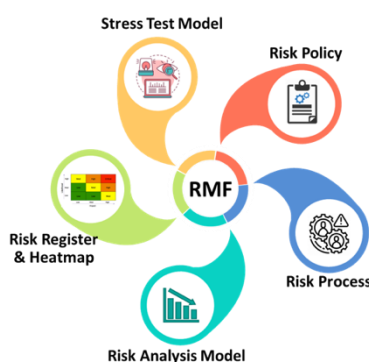 Stress Test Model
Risk Policy
RMF
Risk Register
& Heatmap
Risk Process
Risk Analysis Model